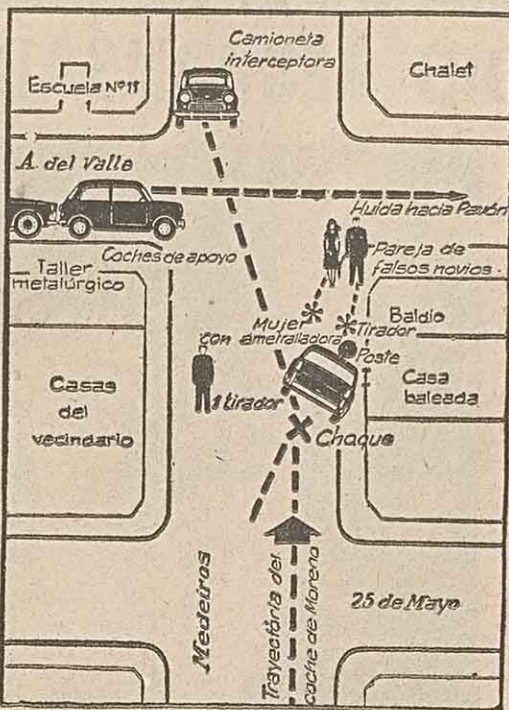 Camioneta
interceptora
Escuela Nº 11
Chalet
A. del Valle
Huida hacia Pavón
Coches de apoyo
Pareja de
falsos novios.
Taller
metalúrgico
Mujer
con ametralladora
Tirador
Baldío
Poste
Casas
del
vecindario
1 tirador
Casa
baleada
Choque
Medeiros
Trayectoria del
coche de Moreno
25 de Mayo